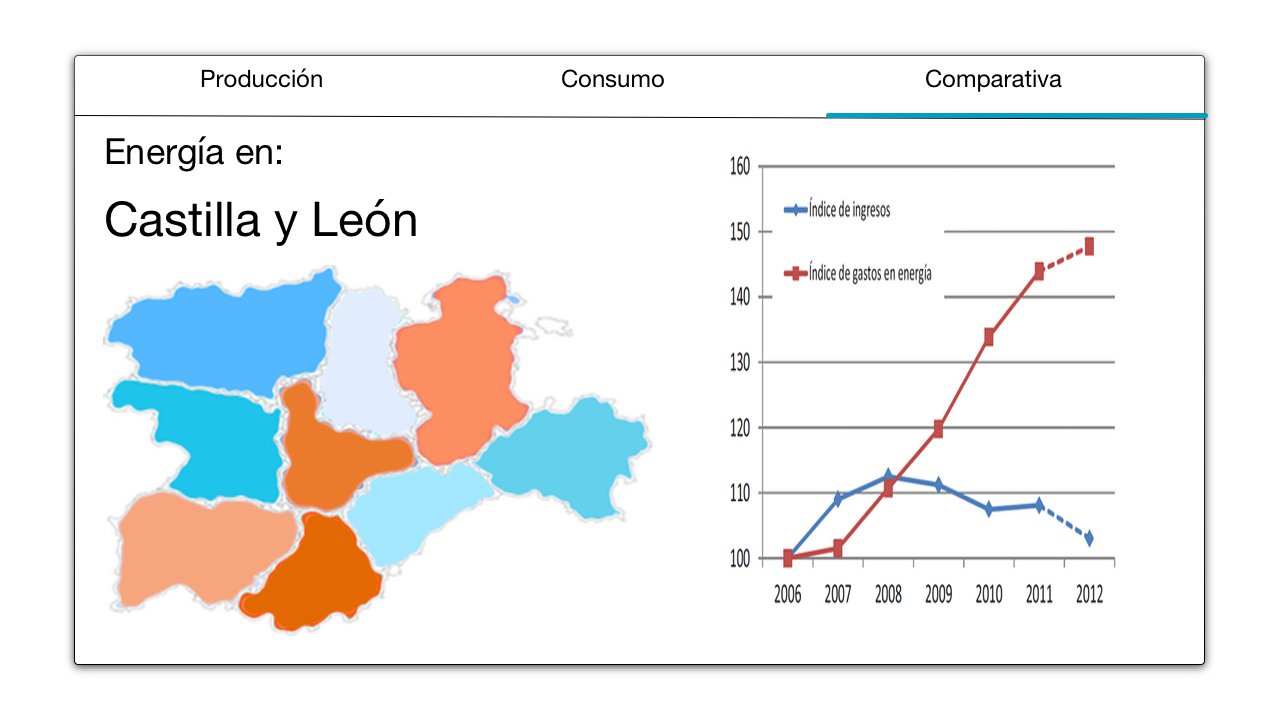 Producción
Consumo
Comparativa
Energía en:
Castilla y León
160
150
140
130
120
110
100
Índice de ingresos
Índice de gastos en energía
2006 2007 2008 2009 2010 2011 2012